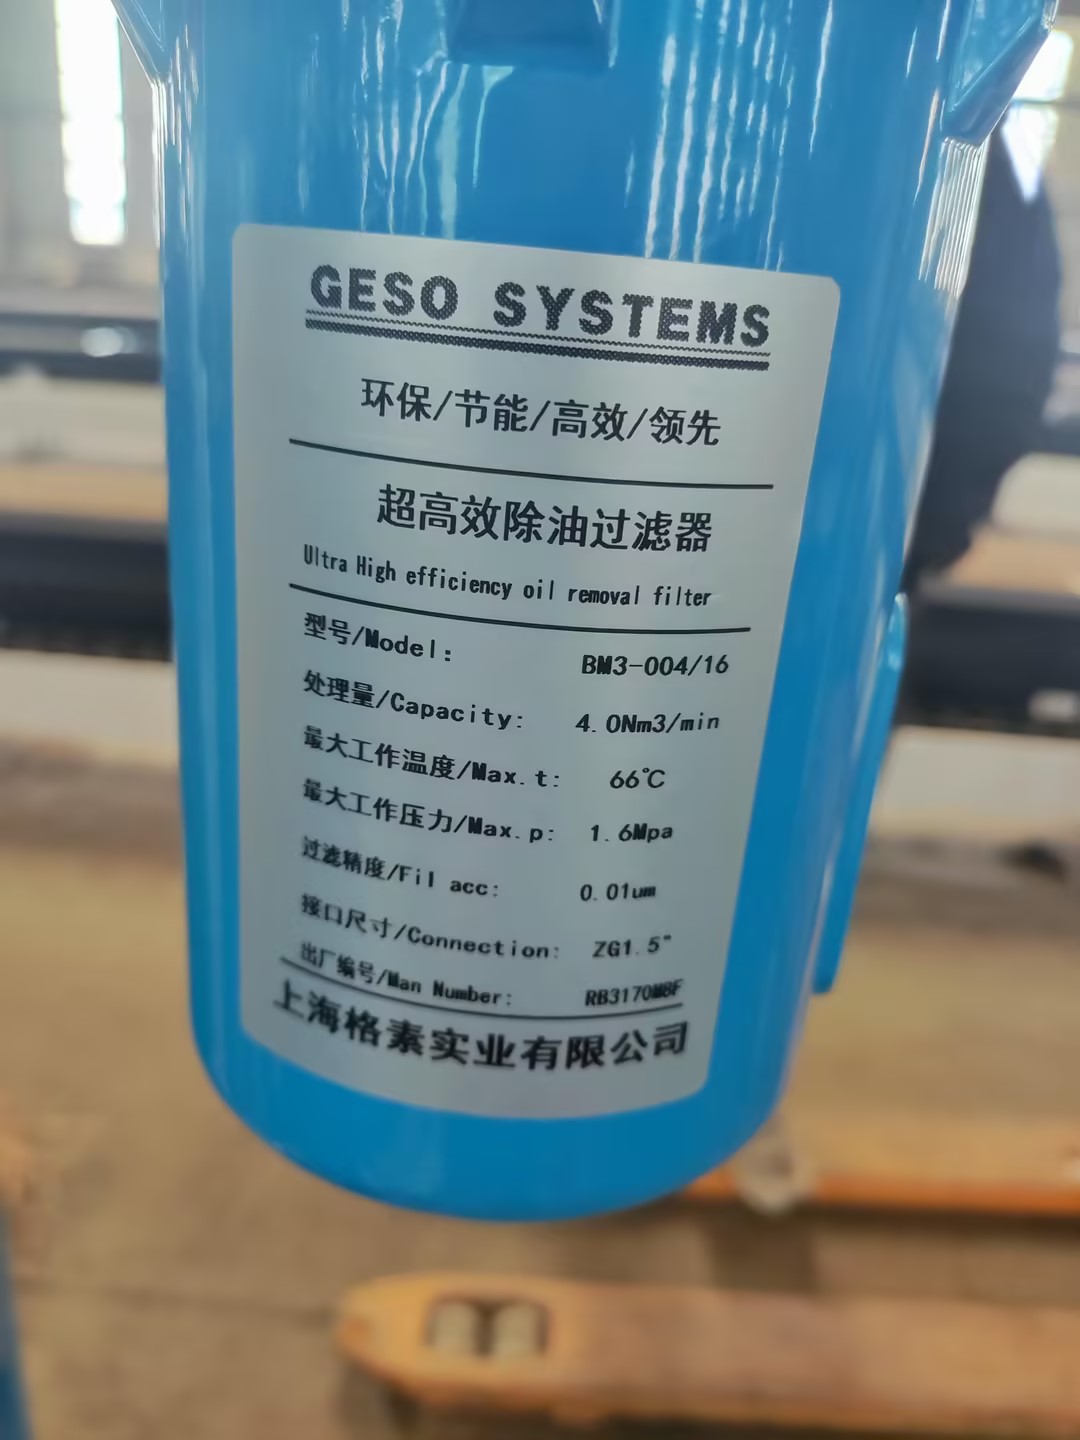 GESO SYSTEMS
环保/节能/高效/领先
超高效除油过滤器
Ultra High efficiency oil removal filter
型号/Model: BM3-004/16
处理量/Capacity: 4.0Nm3/min
最大工作温度/Max.t: 66℃
最大工作压力/Max.p: 1.6Mpa
过滤精度/Fil acc: 0.01um
接口尺寸/Connection: ZG1.5"
出厂编号/Man Number: RB3170M8F
上海格素实业有限公司